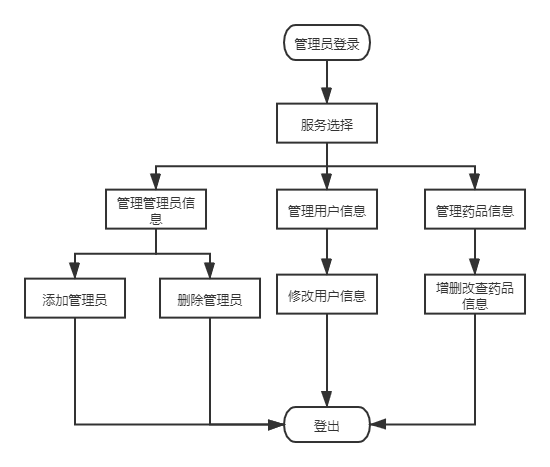 管理员登录
服务选择
管理管理员信
息
管理用户信息
管理药品信息
添加管理员
删除管理员
修改用户信息
增删改查药品
信息
登出